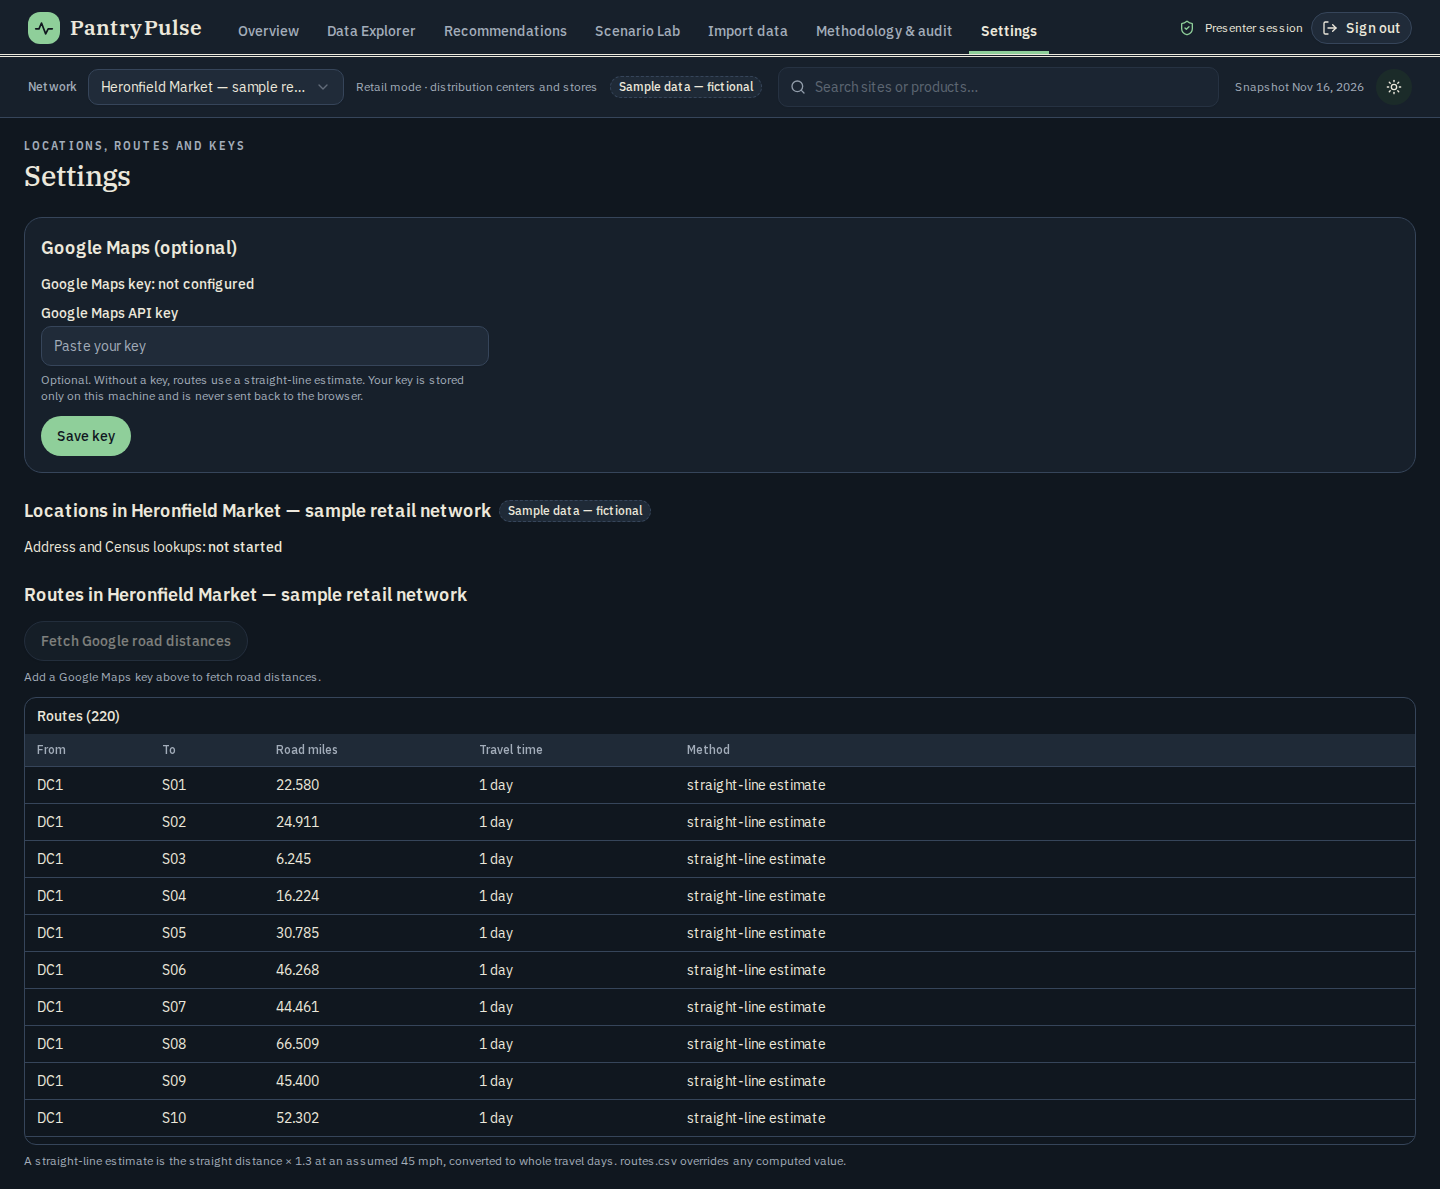 PantryPulse
Overview
Data Explorer
Recommendations
Scenario Lab
Import data
Methodology & audit
Settings
Presenter session
Sign out
Network
Heronfield Market — sample re...
Retail mode · distribution centers and stores
Sample data — fictional
Search sites or products...
Snapshot Nov 16, 2026
LOCATIONS, ROUTES AND KEYS
Settings
Google Maps (optional)
Google Maps key: not configured
Google Maps API key
Paste your key
Optional. Without a key, routes use a straight-line estimate. Your key is stored
only on this machine and is never sent back to the browser.
Save key
Locations in Heronfield Market — sample retail network
Sample data — fictional
Address and Census lookups: not started
Routes in Heronfield Market — sample retail network
Fetch Google road distances
Add a Google Maps key above to fetch road distances.
Routes (220)
From To Road miles Travel time Method
DC1 S01 22.580 1 day straight-line estimate
DC1 S02 24.911 1 day straight-line estimate
DC1 S03 6.245 1 day straight-line estimate
DC1 S04 16.224 1 day straight-line estimate
DC1 S05 30.785 1 day straight-line estimate
DC1 S06 46.268 1 day straight-line estimate
DC1 S07 44.461 1 day straight-line estimate
DC1 S08 66.509 1 day straight-line estimate
DC1 S09 45.400 1 day straight-line estimate
DC1 S10 52.302 1 day straight-line estimate
A straight-line estimate is the straight distance × 1.3 at an assumed 45 mph, converted to whole travel days. routes.csv overrides any computed value.